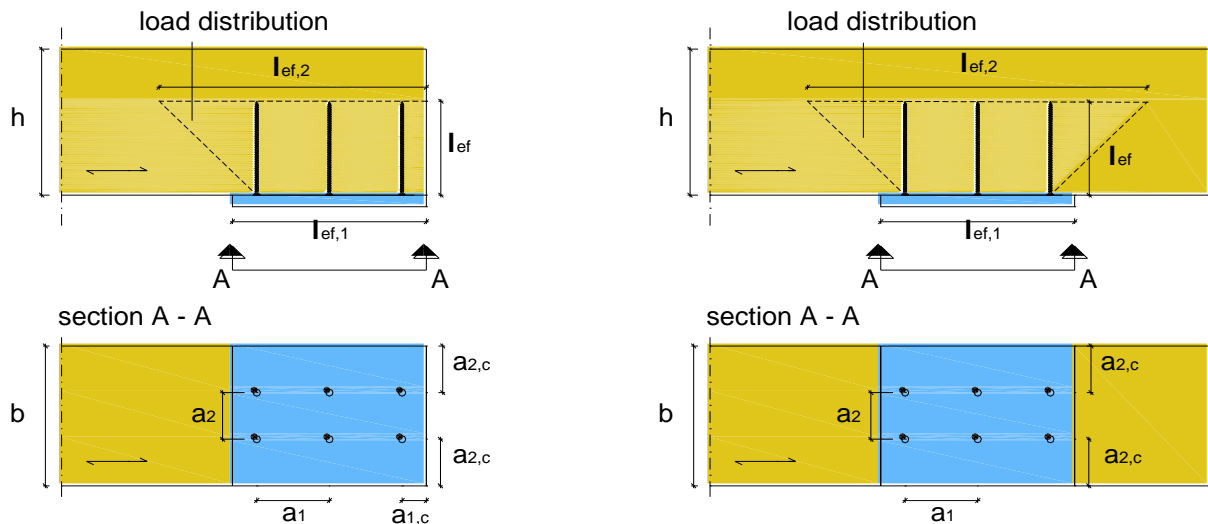 load distribution
lef,2
h
lef
lef,1
A A
section A - A
a2,c
a2
b
a2,c
a1 a1,c
load distribution
lef,2
h
lef
lef,1
A A
section A - A
a2,c
a2
b
a2,c
a1